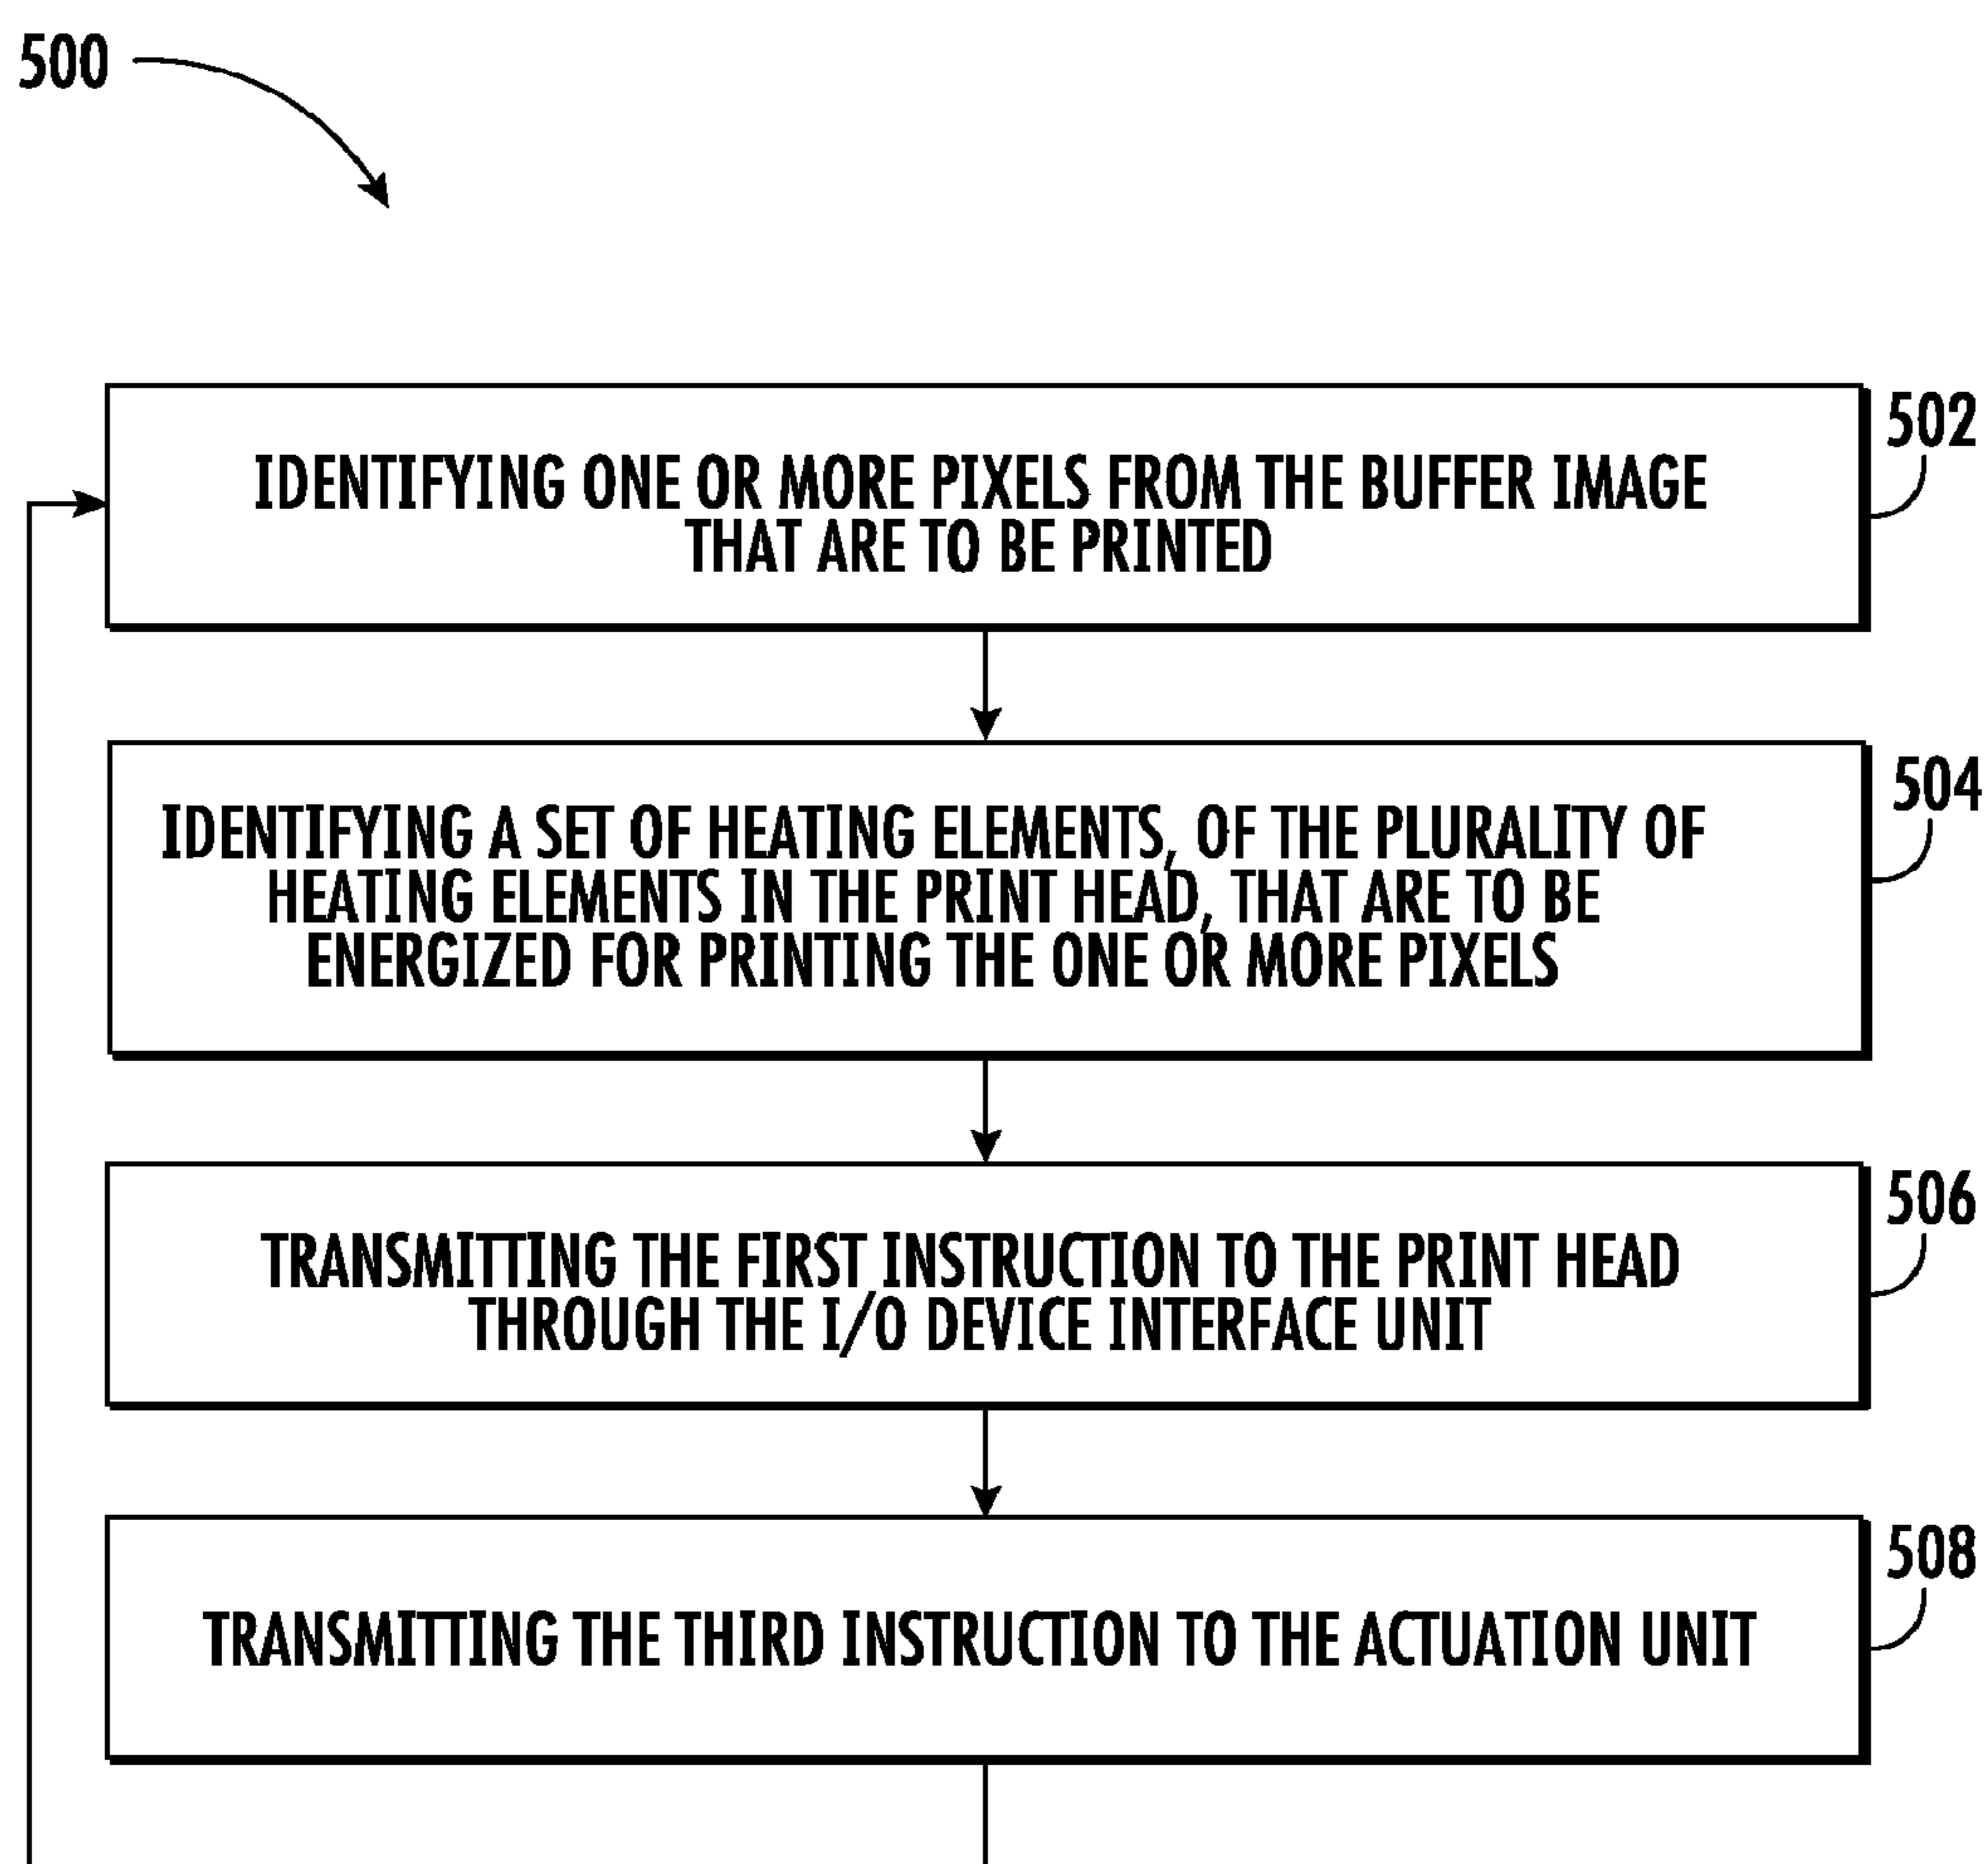 500
502
IDENTIFYING ONE OR MORE PIXELS FROM THE BUFFER IMAGE
THAT ARE TO BE PRINTED
504
IDENTIFYING A SET OF HEATING ELEMENTS, OF THE PLURALITY OF
HEATING ELEMENTS IN THE PRINT HEAD, THAT ARE TO BE
ENERGIZED FOR PRINTING THE ONE OR MORE PIXELS
506
TRANSMITTING THE FIRST INSTRUCTION TO THE PRINT HEAD
THROUGH THE I/O DEVICE INTERFACE UNIT
508
TRANSMITTING THE THIRD INSTRUCTION TO THE ACTUATION UNIT